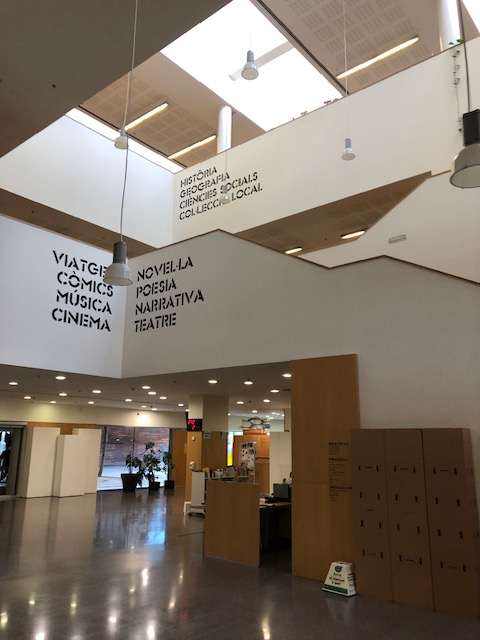 HISTÒRIA
GEOGRAFIA
CIÈNCIES SOCIALS
COL·LECCIÓ LOCAL
VIATGES
CÒMICS
MÚSICA
CINEMA
NOVEL·LA
POESIA
NARRATIVA
TEATRE